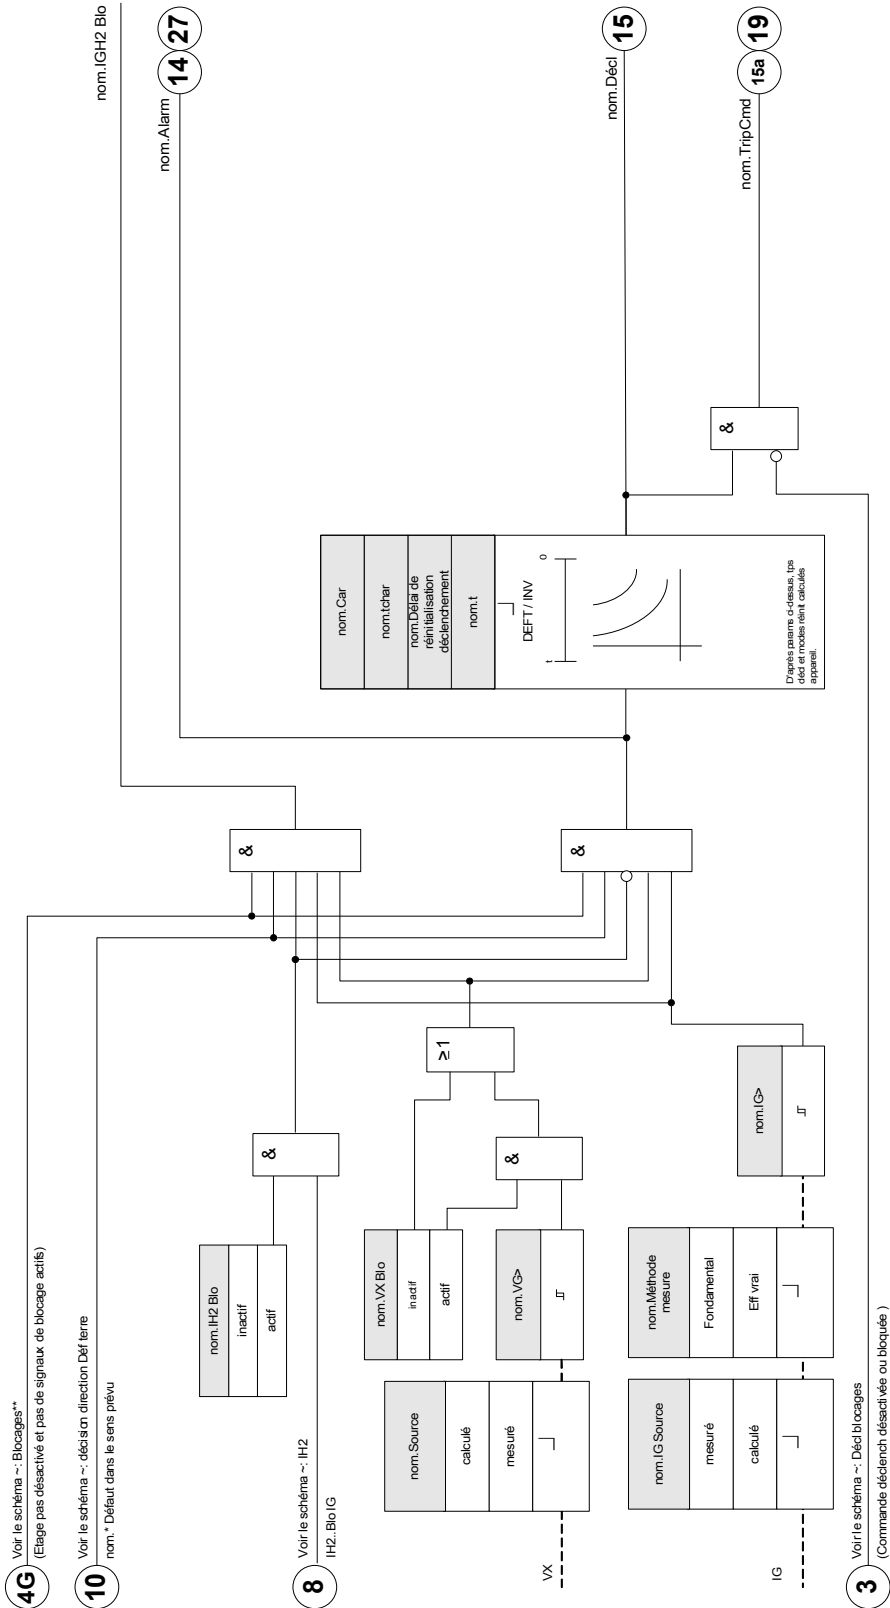 4G
Voir le schéma ~: Blocages**
(Etage pas désactivé et pas de signaux de blocage actifs)
10
Voir le schéma ~: décision direction Déf terre
nom.* Défaut dans le sens prévu
nom.IH2 Blo
inactif
actif
8
Voir le schéma ~: IH2
IH2..Blo IG
&
&
nom.IGH2 Blo
nom.Alarm
14
27
VX
nom.Source
calculé
mesuré
nom.VX Blo
inactif
actif
nom.VG>
&
≥1
&
IG
nom.IG Source
mesuré
calculé
nom.Méthode
mesure
Fondamental
Eff vrai
nom.IG>
nom.Car
nom.tchar
nom.Délai de
réinitialisation
déclenchement
nom.t
DEFT / INV
t
0
D'après params ci-dessus, tps
décl et modes réinit calculés
appareil.
nom.Décl
15
&
nom.TripCmd
15a
19
3
Voir le schéma ~: Décl blocages
(Commande déclench désactivée ou bloquée )